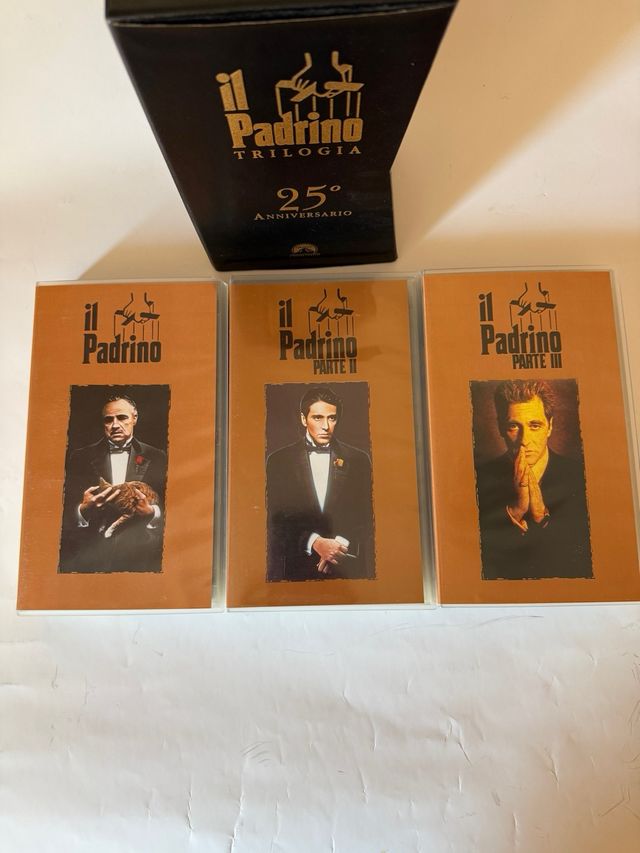 il
Padrino
TRILOGIA
25°
ANNIVERSARIO
il
Padrino
il
Padrino
PARTE II
il
Padrino
PARTE III